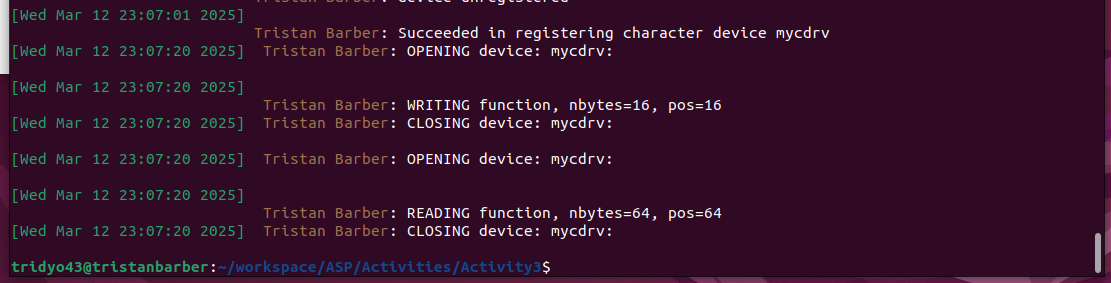 Tristan Barber: device unregistered
[Wed Mar 12 23:07:01 2025]
Tristan Barber: Succeeded in registering character device mycdrv
[Wed Mar 12 23:07:20 2025]  Tristan Barber: OPENING device: mycdrv:
[Wed Mar 12 23:07:20 2025]
Tristan Barber: WRITING function, nbytes=16, pos=16
[Wed Mar 12 23:07:20 2025]  Tristan Barber: CLOSING device: mycdrv:
[Wed Mar 12 23:07:20 2025]  Tristan Barber: OPENING device: mycdrv:
[Wed Mar 12 23:07:20 2025]
Tristan Barber: READING function, nbytes=64, pos=64
[Wed Mar 12 23:07:20 2025]  Tristan Barber: CLOSING device: mycdrv:
tridyo43@tristanbarber:~/workspace/ASP/Activities/Activity3$